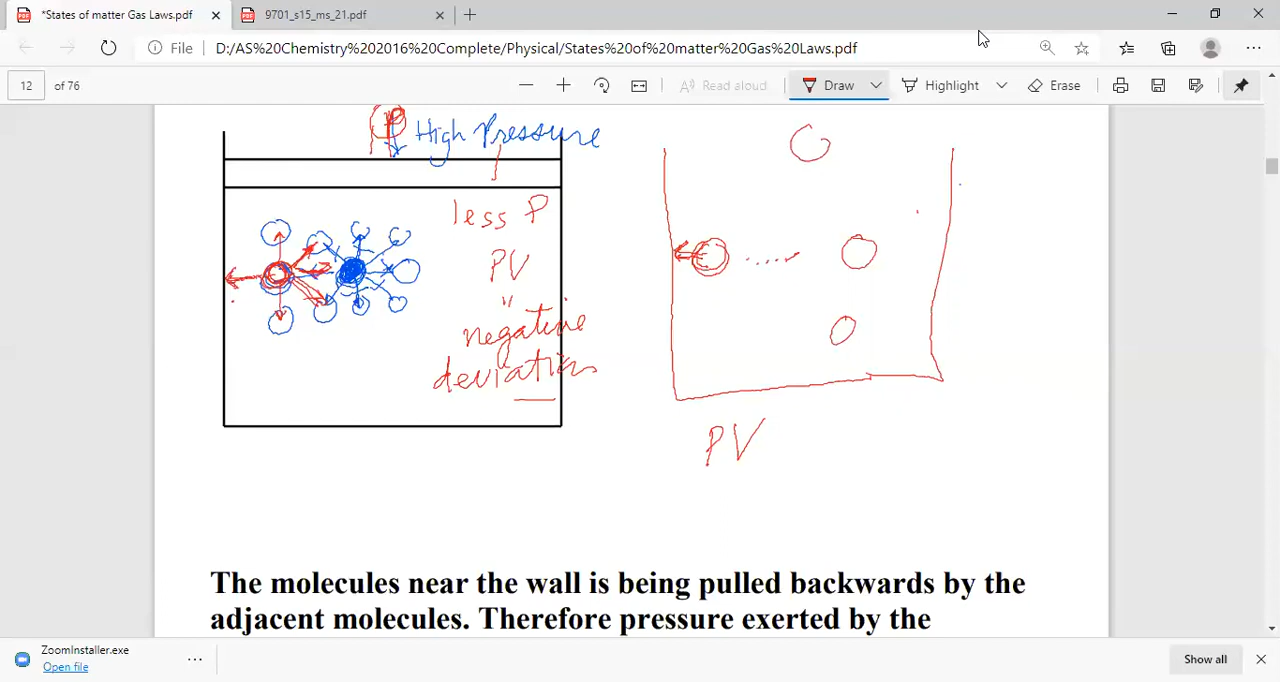 *States of matter Gas Laws.pdf
9701_s15_ms_21.pdf
File
D:/AS%20Chemistry%202016%20Complete/Physical/States%20of%20matter%20Gas%20Laws.pdf
12 of 76
Read aloud
Draw
Highlight
Erase
P High Pressure
less P
PV
"
negative
deviation
PV
The molecules near the wall is being pulled backwards by the
adjacent molecules. Therefore pressure exerted by the
ZoomInstaller.exe
Open file
Show all